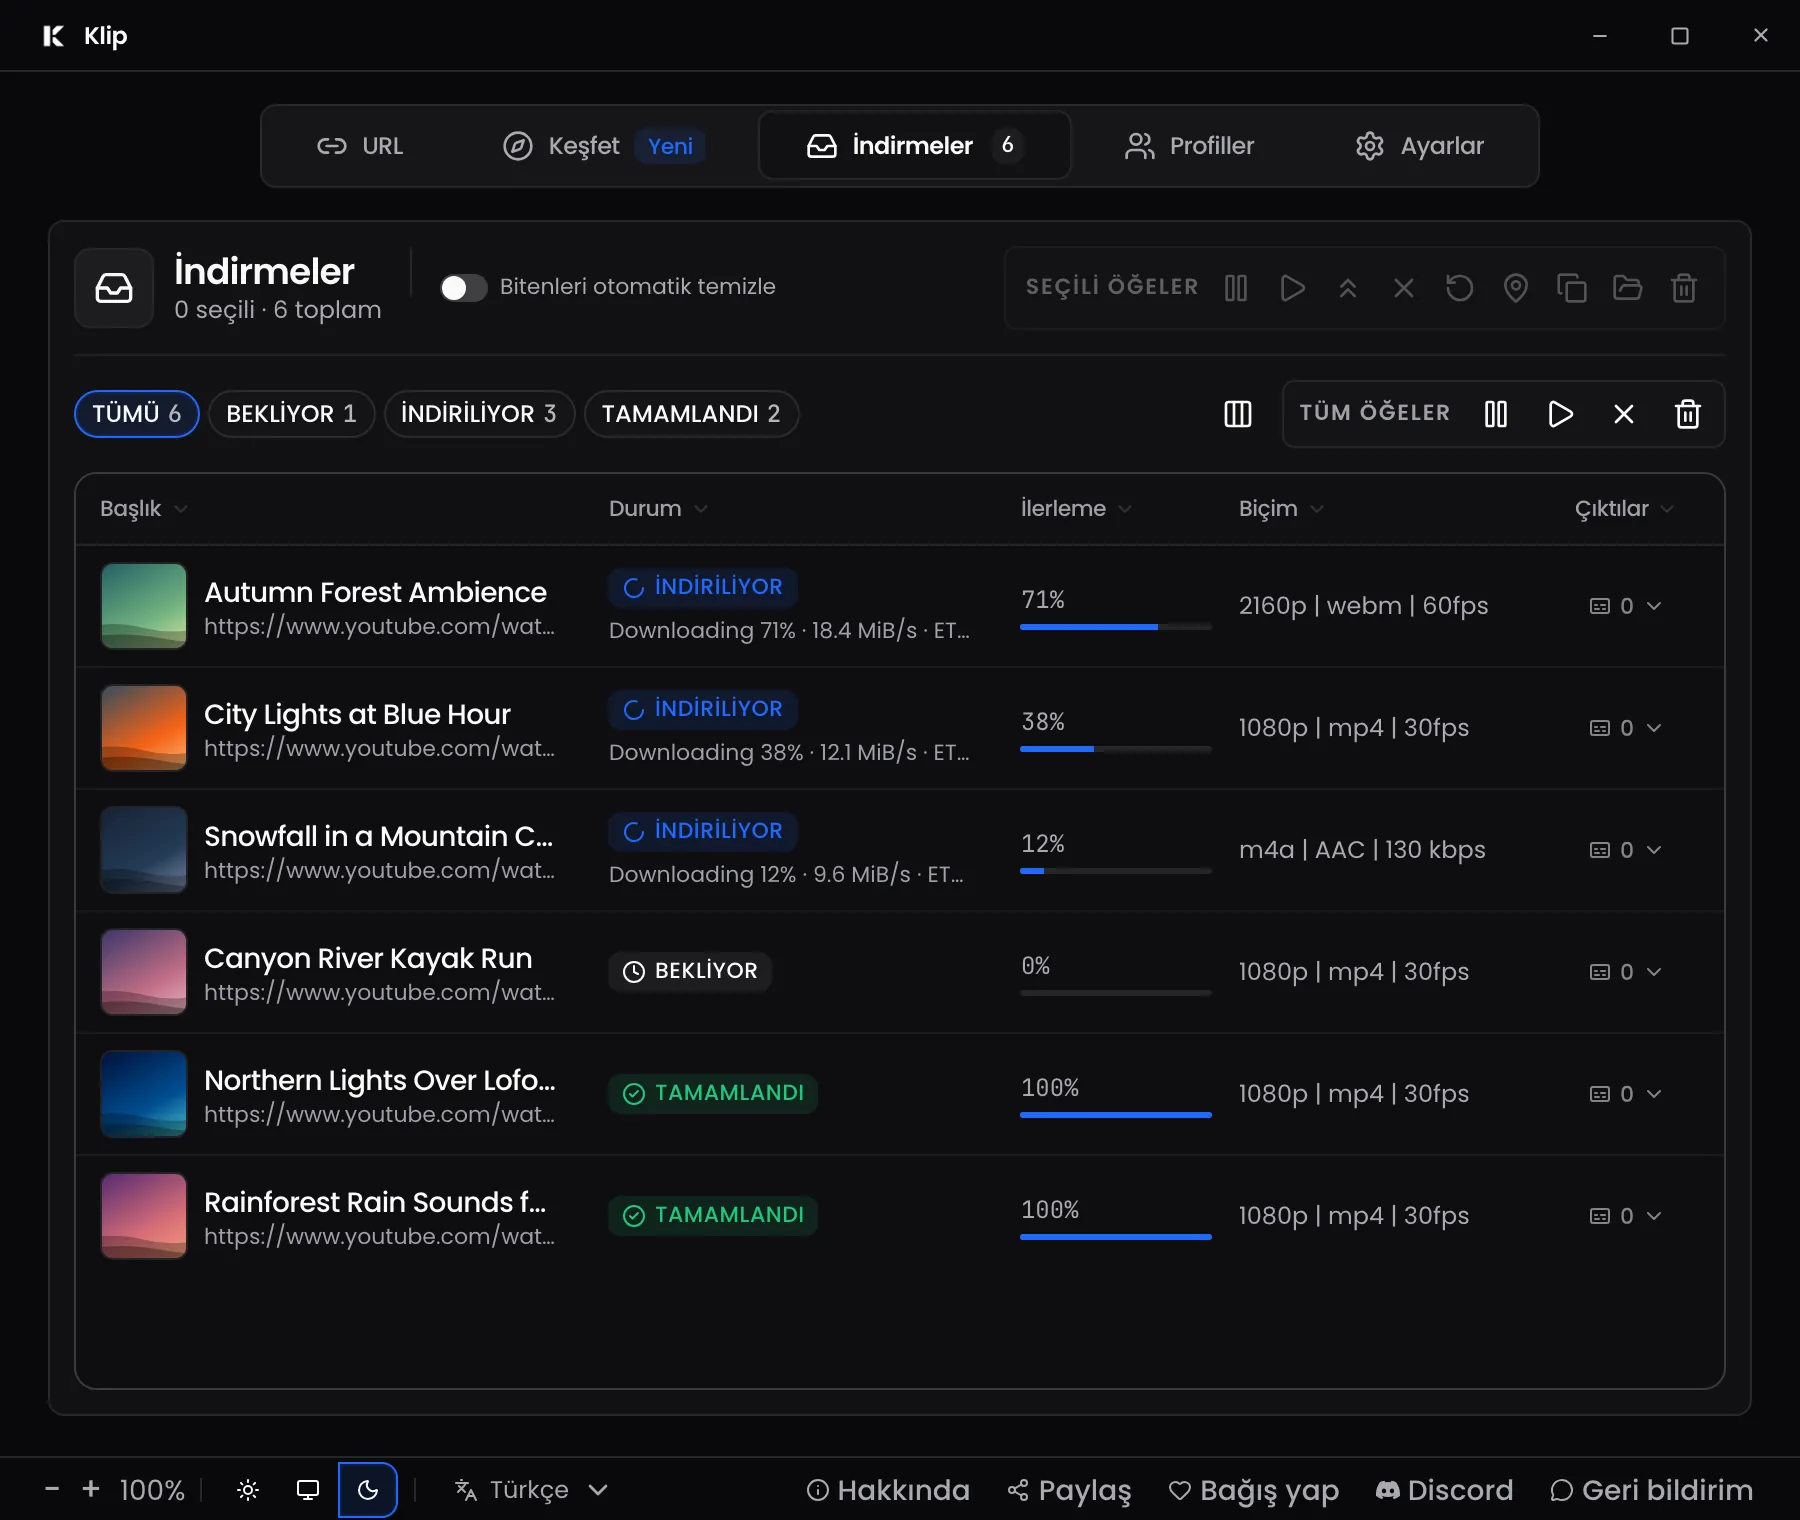 Klip
URL
Keşfet Yeni
İndirmeler 6
Profiller
Ayarlar
İndirmeler
0 seçili · 6 toplam
Bitenleri otomatik temizle
SEÇİLİ ÖĞELER
TÜMÜ 6
BEKLİYOR 1
İNDİRİLİYOR 3
TAMAMLANDI 2
TÜM ÖĞELER
Başlık Durum İlerleme Biçim Çıktılar
Autumn Forest Ambience
https://www.youtube.com/wat...
İNDİRİLİYOR
Downloading 71% · 18.4 MiB/s · ET...
71%
2160p | webm | 60fps
0
City Lights at Blue Hour
https://www.youtube.com/wat...
İNDİRİLİYOR
Downloading 38% · 12.1 MiB/s · ET...
38%
1080p | mp4 | 30fps
0
Snowfall in a Mountain C...
https://www.youtube.com/wat...
İNDİRİLİYOR
Downloading 12% · 9.6 MiB/s · ET...
12%
m4a | AAC | 130 kbps
0
Canyon River Kayak Run
https://www.youtube.com/wat...
BEKLİYOR
0%
1080p | mp4 | 30fps
0
Northern Lights Over Lofo...
https://www.youtube.com/wat...
TAMAMLANDI
100%
1080p | mp4 | 30fps
0
Rainforest Rain Sounds f...
https://www.youtube.com/wat...
TAMAMLANDI
100%
1080p | mp4 | 30fps
0
− + 100%
Türkçe
Hakkında
Paylaş
Bağış yap
Discord
Geri bildirim